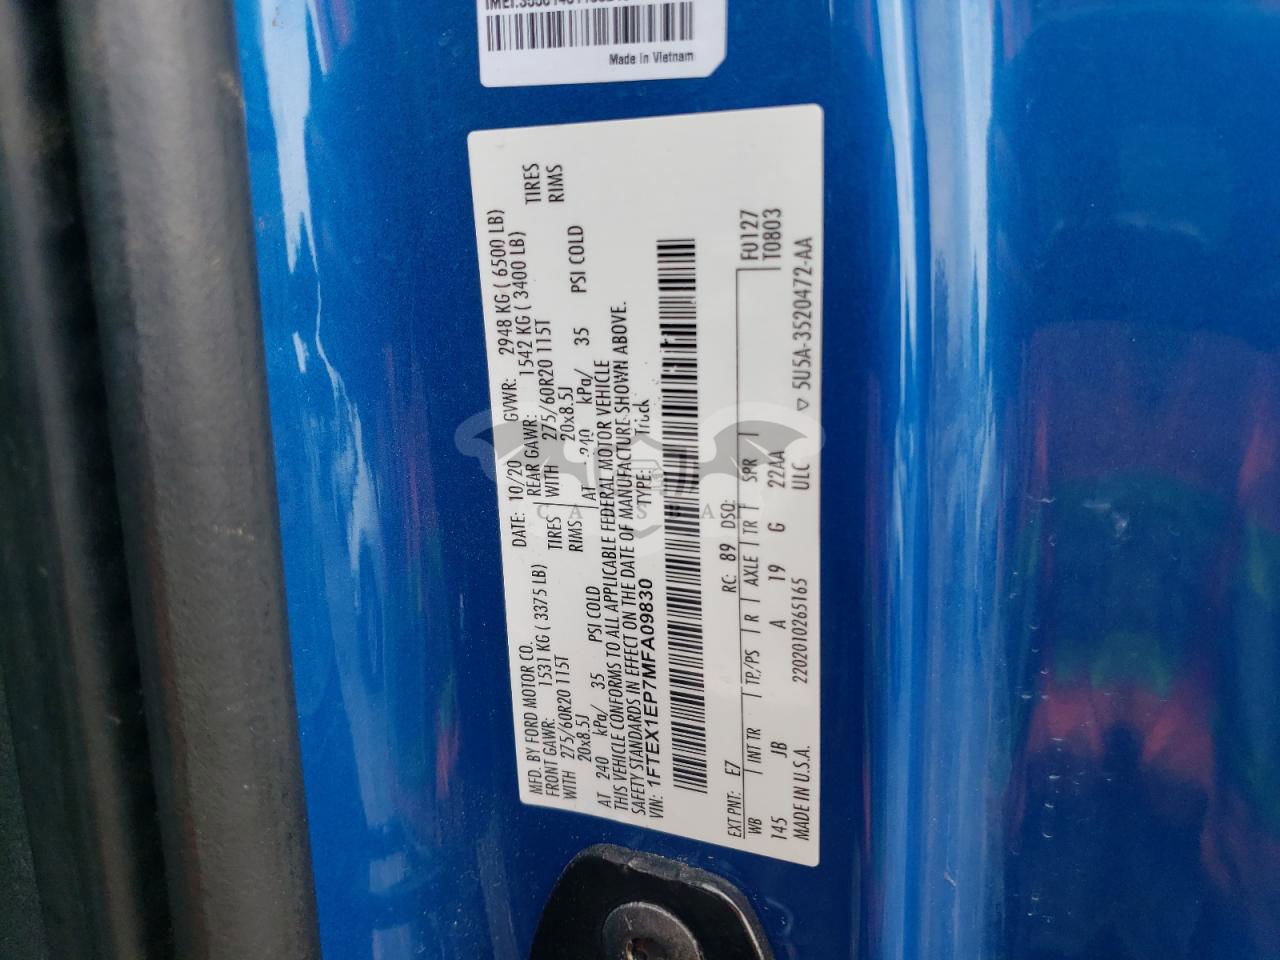 Made in Vietnam
MFD. BY FORD MOTOR CO.
DATE: 10/20 GVWR: 2948 KG ( 6500 LB)
FRONT GAWR: 1531 KG ( 3375 LB)
REAR GAWR: 1542 KG ( 3400 LB)
WITH 275/60R20 115T TIRES
WITH 275/60R20 115T TIRES
20x8.5J RIMS
20x8.5J RIMS
AT 240 kPa/ 35 PSI COLD
AT 240 kPa/ 35 PSI COLD
THIS VEHICLE CONFORMS TO ALL APPLICABLE FEDERAL MOTOR VEHICLE
SAFETY STANDARDS IN EFFECT ON THE DATE OF MANUFACTURE SHOWN ABOVE.
VIN: 1FTEX1EP7MFA09830 TYPE: Truck
EXT PNT: E7 RC: 89 DSO: FU127
WB INT TR TP/PS R AXLE TR SPR T0803
145 JB A 19 G 22AA
MADE IN U.S.A. 2202010265165 ULC ▽ 5U5A-3520472-AA